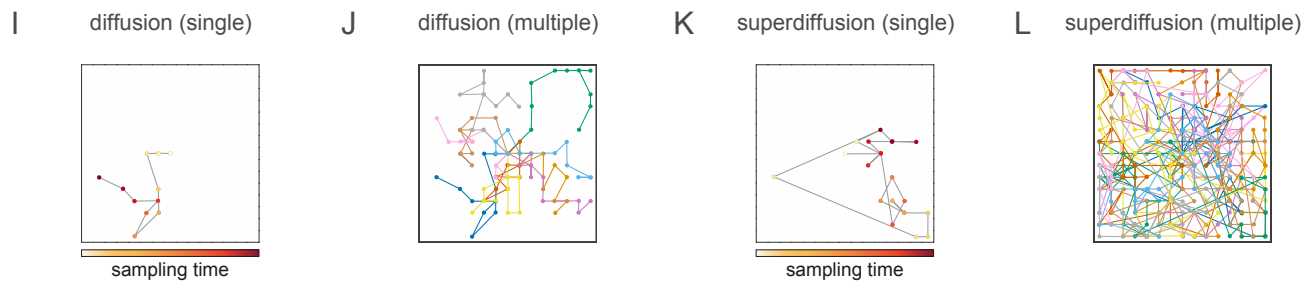 I diffusion (single)
J diffusion (multiple)
K superdiffusion (single)
L superdiffusion (multiple)
sampling time
sampling time